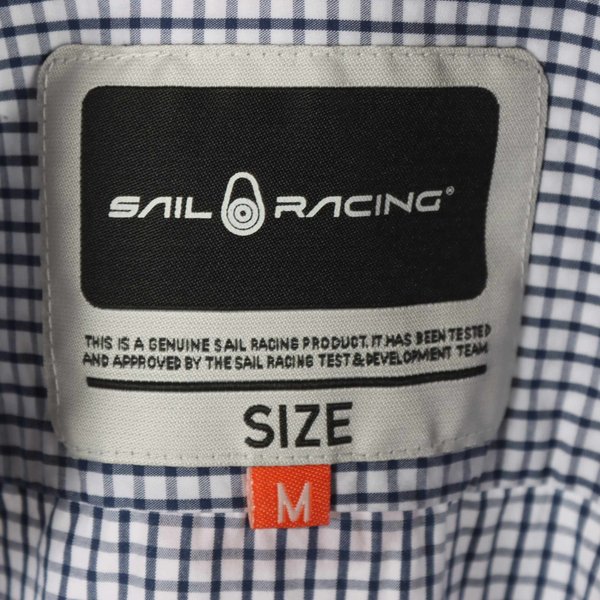 SAIL RACING®
THIS IS A GENUINE SAIL RACING PRODUCT. IT HAS BEEN TESTED
AND APPROVED BY THE SAIL RACING TEST & DEVELOPMENT TEAM
SIZE
M